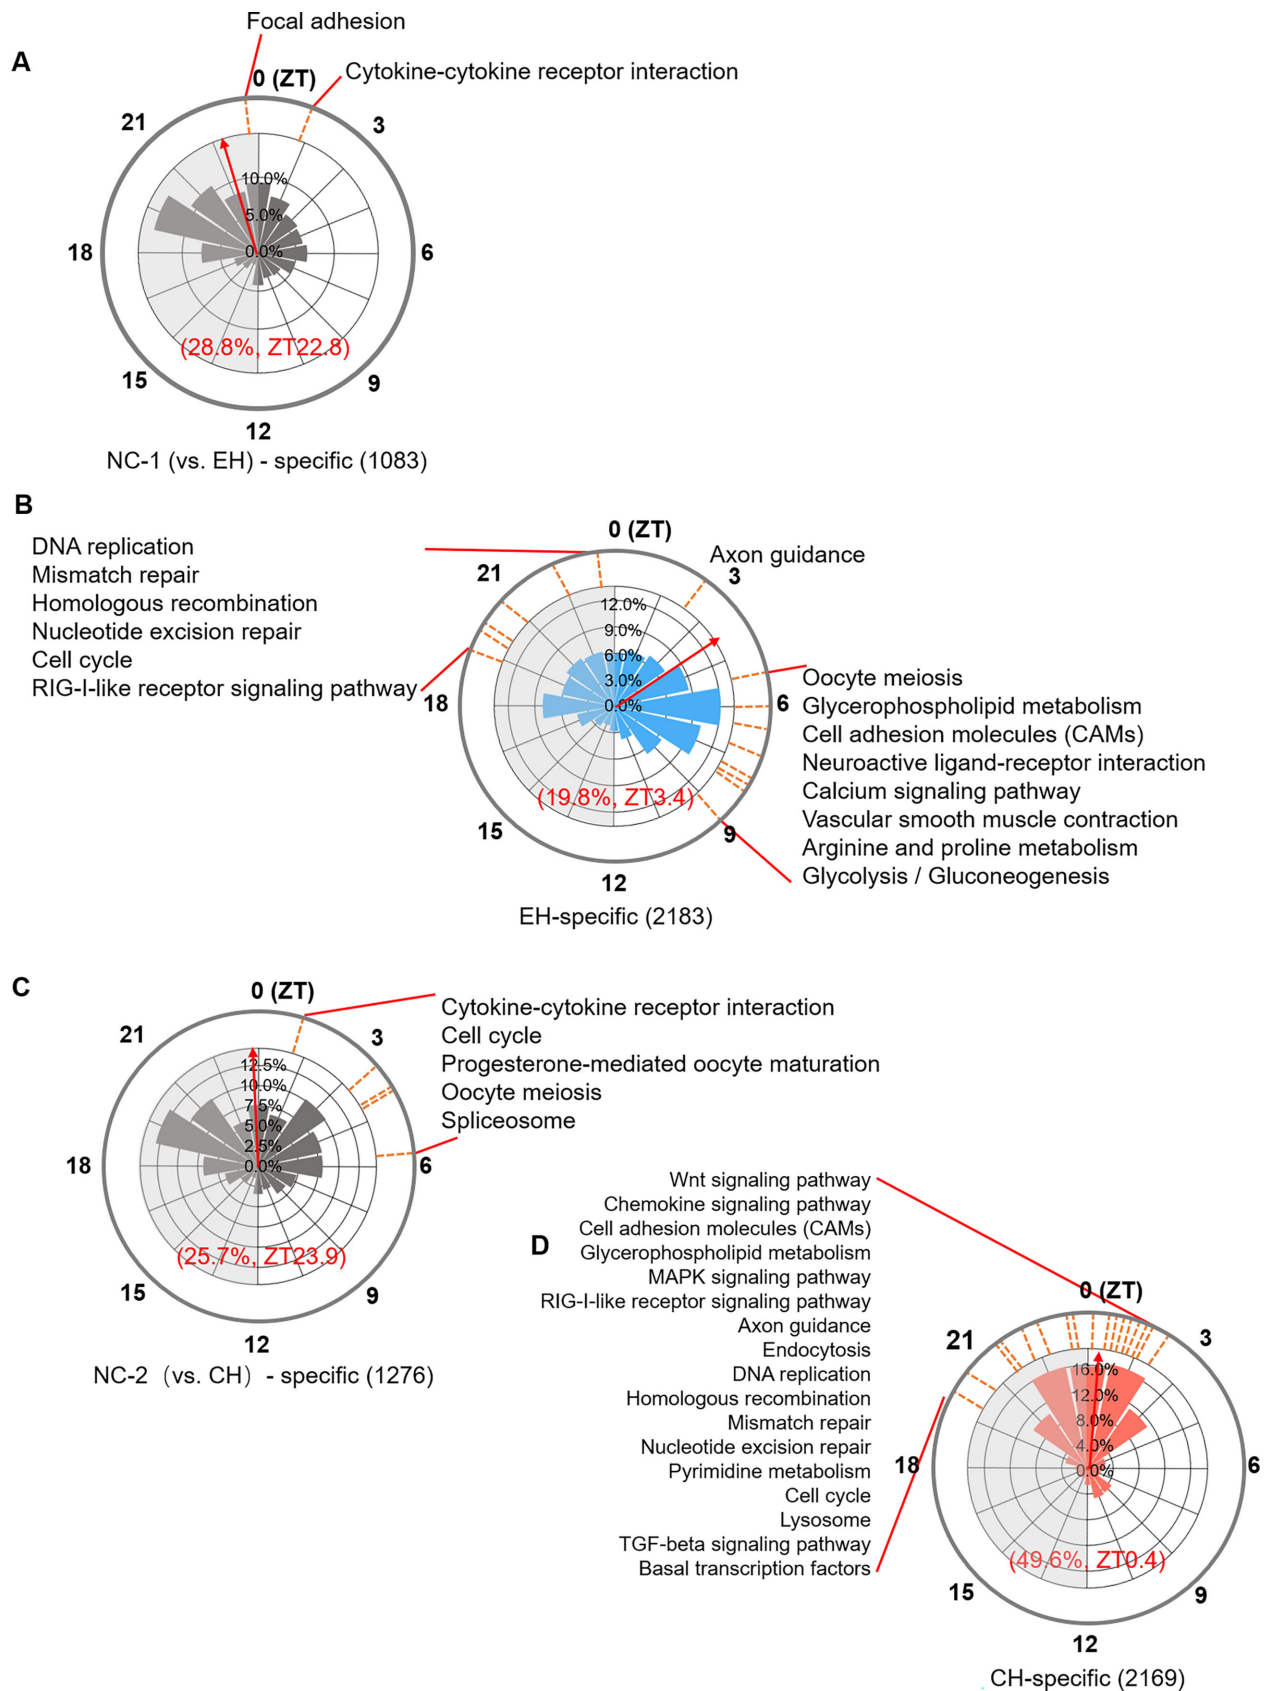 Focal adhesion
A
0 (ZT)
Cytokine-cytokine receptor interaction
21
3
10.0%
5.0%
18
0.0%
6
(28.8%, ZT22.8)
15
9
12
NC-1 (vs. EH) - specific (1083)
B
0 (ZT)
DNA replication
Mismatch repair
Homologous recombination
Nucleotide excision repair
Cell cycle
RIG-I-like receptor signaling pathway
Axon guidance
21
3
12.0%
9.0%
6.0%
3.0%
0.0%
18
6
Oocyte meiosis
Glycerophospholipid metabolism
Cell adhesion molecules (CAMs)
Neuroactive ligand-receptor interaction
Calcium signaling pathway
Vascular smooth muscle contraction
Arginine and proline metabolism
Glycolysis / Gluconeogenesis
(19.8%, ZT3.4)
15
9
12
EH-specific (2183)
C
0 (ZT)
Cytokine-cytokine receptor interaction
Cell cycle
Progesterone-mediated oocyte maturation
Oocyte meiosis
Spliceosome
21
3
12.5%
10.0%
7.5%
5.0%
2.5%
0.0%
18
6
(25.7%, ZT23.9)
15
9
12
NC-2 (vs. CH) - specific (1276)
D
Wnt signaling pathway
Chemokine signaling pathway
Cell adhesion molecules (CAMs)
Glycerophospholipid metabolism
MAPK signaling pathway
RIG-I-like receptor signaling pathway
Axon guidance
Endocytosis
DNA replication
Homologous recombination
Mismatch repair
Nucleotide excision repair
Pyrimidine metabolism
Cell cycle
Lysosome
TGF-beta signaling pathway
Basal transcription factors
0 (ZT)
21
3
16.0%
12.0%
8.0%
4.0%
0.0%
18
6
(49.6%, ZT0.4)
15
9
12
CH-specific (2169)